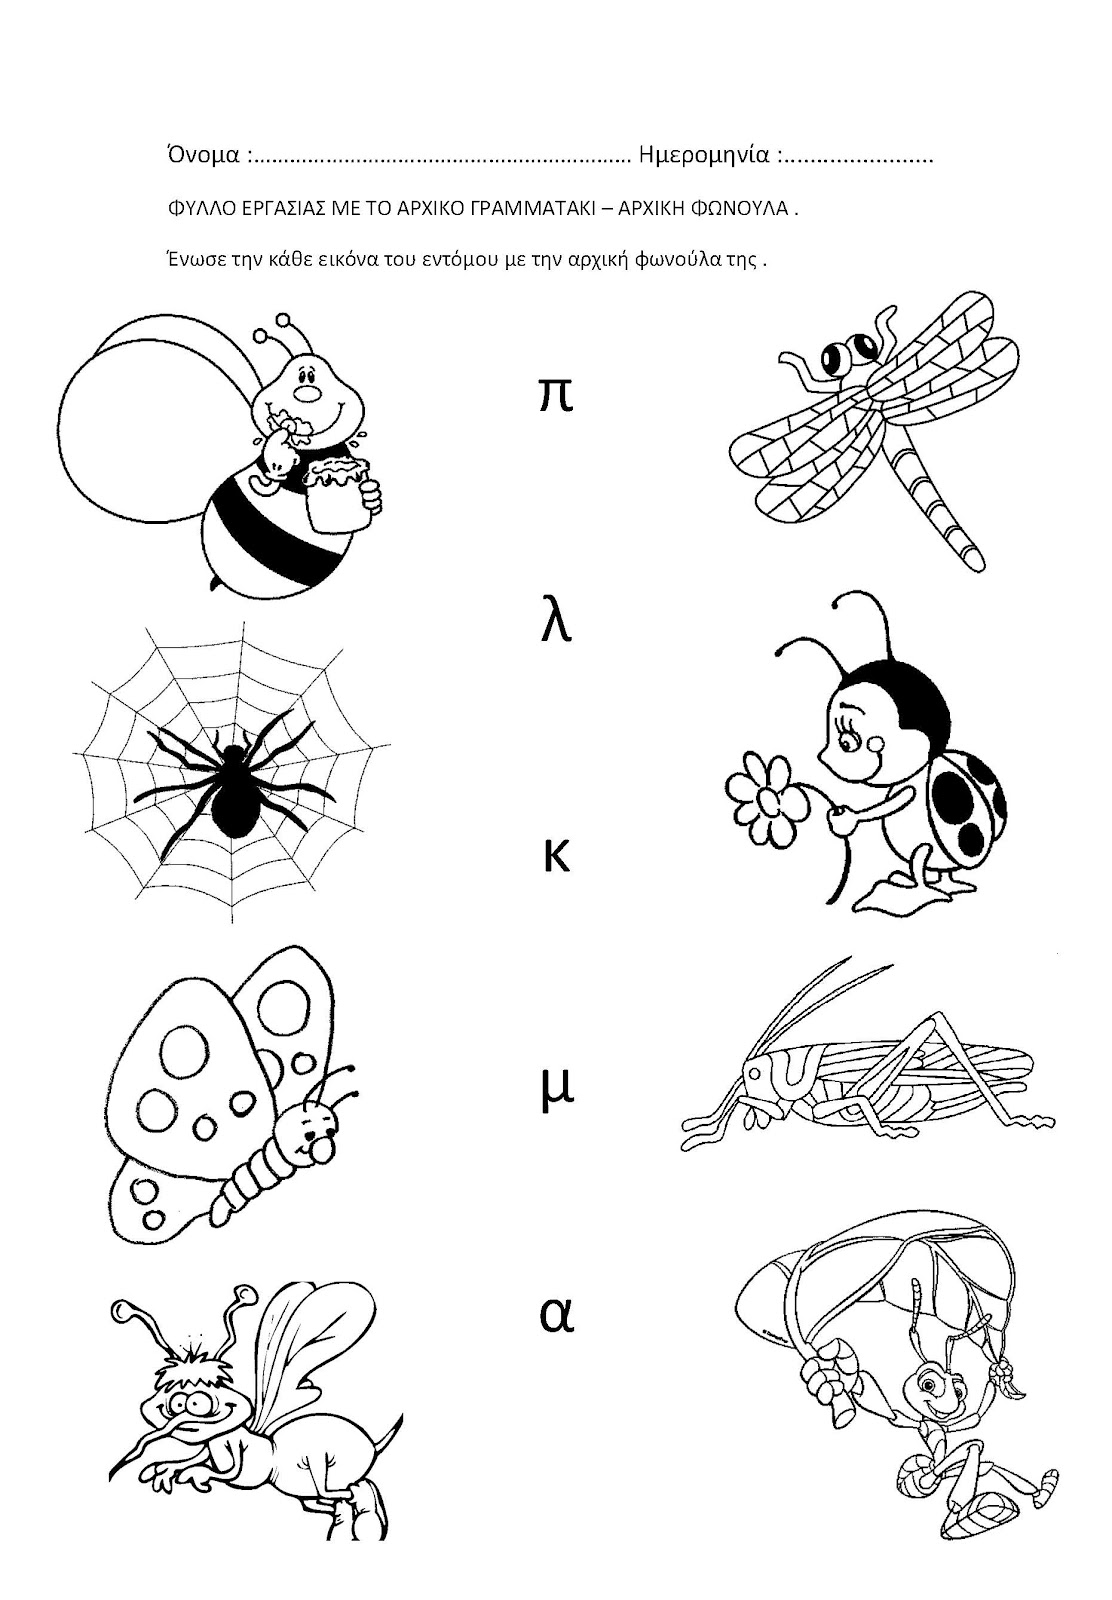 Όνομα :............................................................... Ημερομηνία :.......................
ΦΥΛΛΟ ΕΡΓΑΣΙΑΣ ΜΕ ΤΟ ΑΡΧΙΚΟ ΓΡΑΜΜΑΤΑΚΙ – ΑΡΧΙΚΗ ΦΩΝΟΥΛΑ .
Ένωσε την κάθε εικόνα του εντόμου με την αρχική φωνούλα της .
π
λ
κ
μ
α